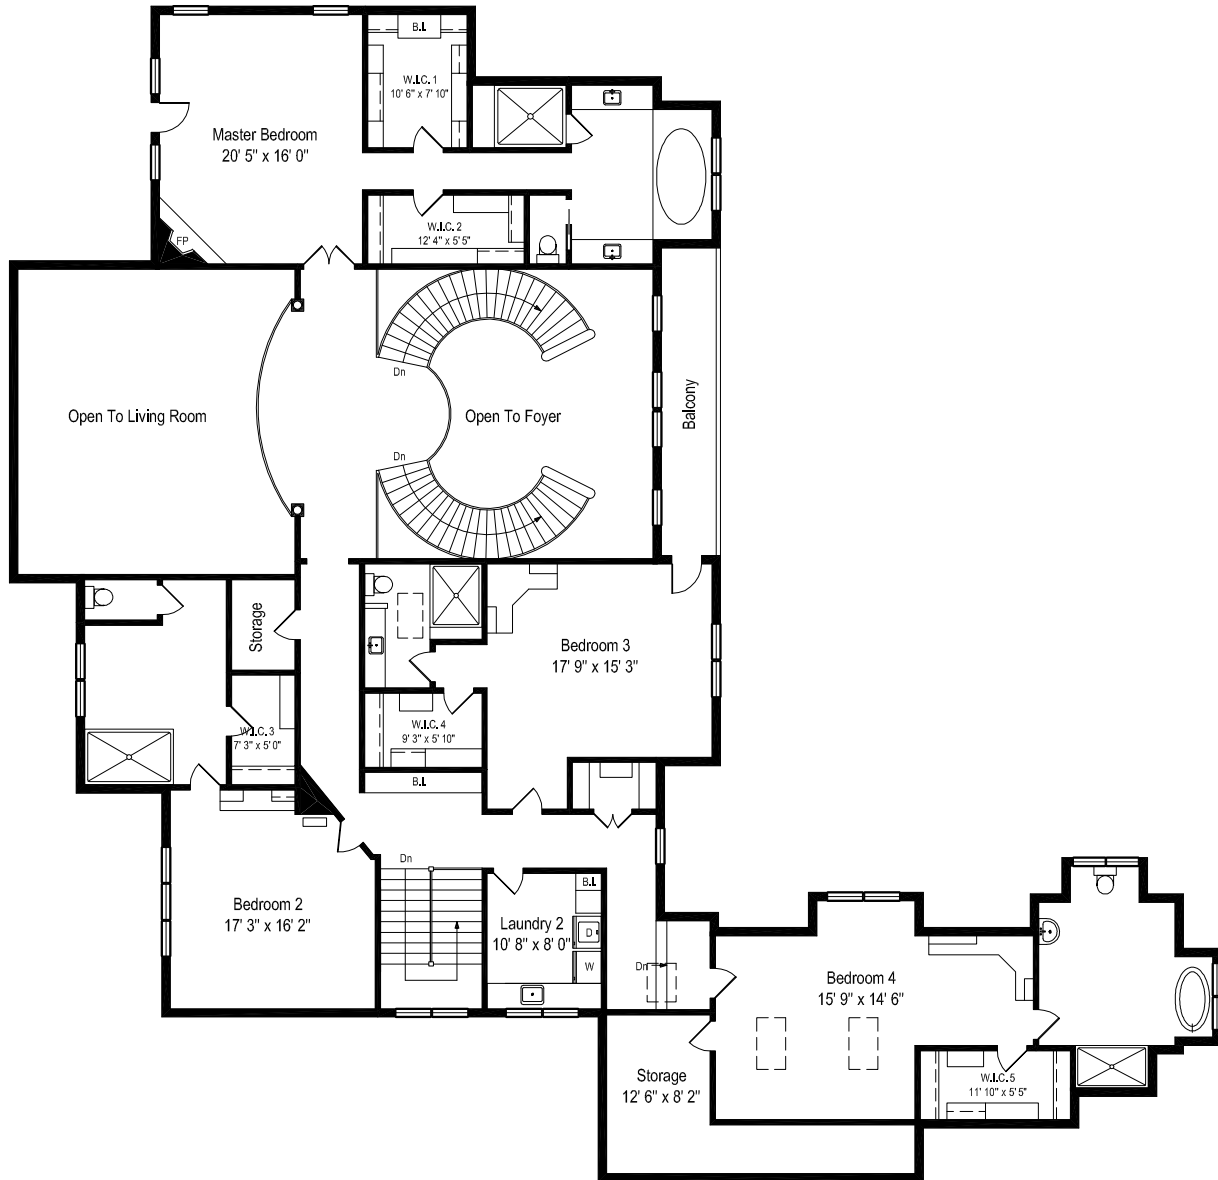 B.I.
W.I.C. 1
10' 6" x 7' 10"
Master Bedroom
20' 5" x 16' 0"
W.I.C. 2
12' 4" x 5' 5"
FP
Dn
Open To Living Room
Open To Foyer
Balcony
Dn
Storage
Bedroom 3
17' 9" x 15' 3"
W.I.C. 3
7' 3" x 5' 0"
W.I.C. 4
9' 3" x 5' 10"
B.I.
Dn
B.I.
Bedroom 2
17' 3" x 16' 2"
Laundry 2
10' 8" x 8' 0"
D
W
Dn
Bedroom 4
15' 9" x 14' 6"
Storage
12' 6" x 8' 2"
W.I.C. 5
11' 10" x 5' 5"